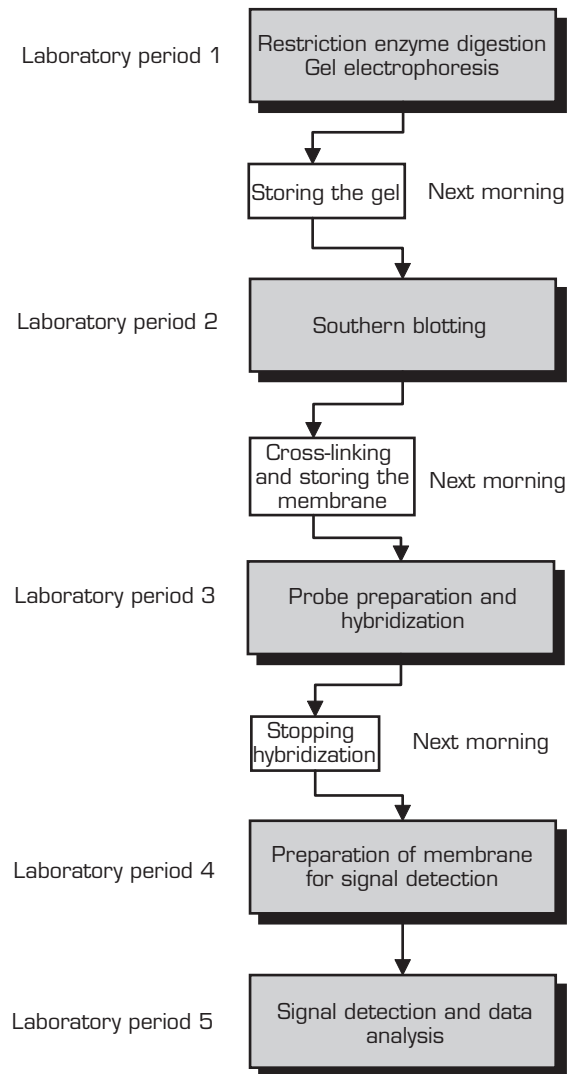 Laboratory period 1
Restriction enzyme digestion
Gel electrophoresis
Storing the gel
Next morning
Laboratory period 2
Southern blotting
Cross-linking
and storing the
membrane
Next morning
Laboratory period 3
Probe preparation and
hybridization
Stopping
hybridization
Next morning
Laboratory period 4
Preparation of membrane
for signal detection
Laboratory period 5
Signal detection and data
analysis